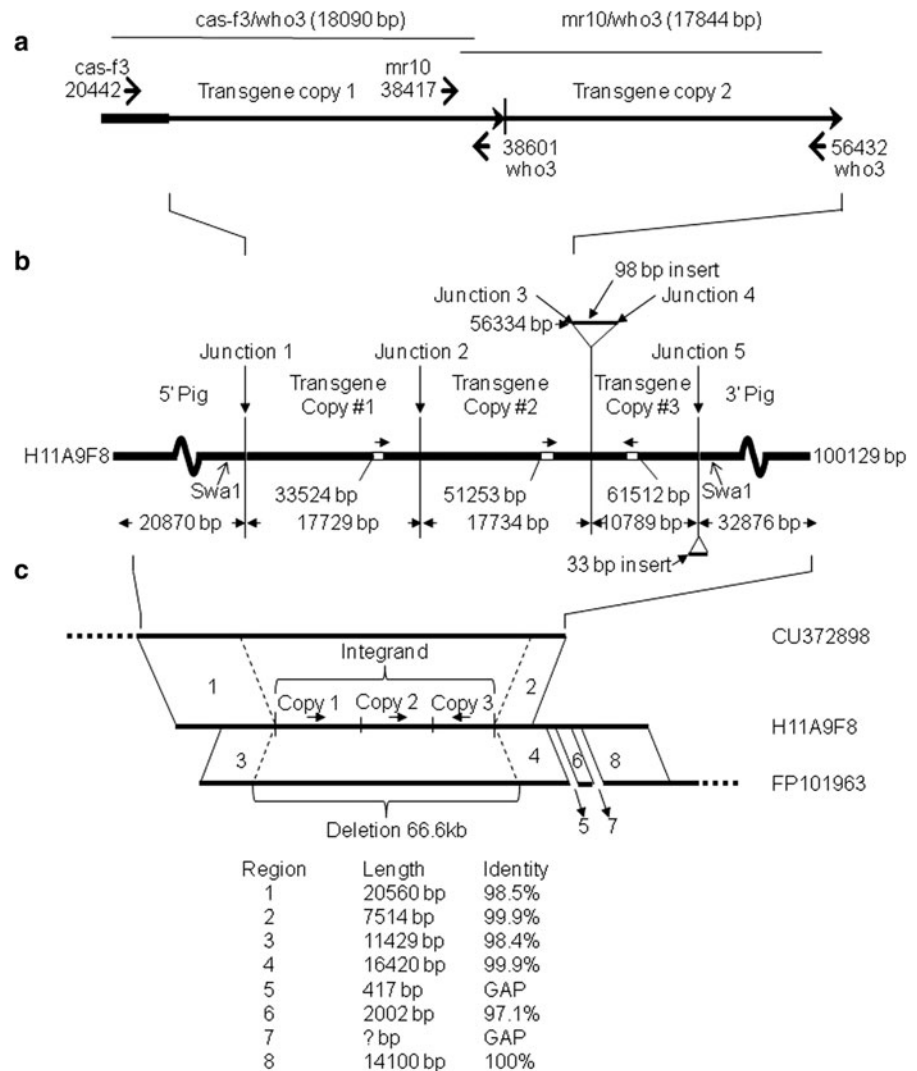 a
cas-f3/who3 (18090 bp)
mr10/who3 (17844 bp)
cas-f3
20442
mr10
38417
Transgene copy 1
Transgene copy 2
38601
who3
56432
who3
b
98 bp insert
Junction 3
Junction 4
56334 bp
Junction 1
Junction 2
Junction 5
5' Pig
Transgene
Copy #1
Transgene
Copy #2
Transgene
Copy #3
3' Pig
H11A9F8
100129 bp
Swa1
33524 bp
51253 bp
61512 bp
Swa1
20870 bp
17729 bp
17734 bp
10789 bp
32876 bp
33 bp insert
c
CU372898
Integrand
1
2
Copy 1
Copy 2
Copy 3
H11A9F8
3
4
6
8
FP101963
Deletion 66.6kb
5
7
Region Length Identity
1 20560 bp 98.5%
2 7514 bp 99.9%
3 11429 bp 98.4%
4 16420 bp 99.9%
5 417 bp GAP
6 2002 bp 97.1%
7 ? bp GAP
8 14100 bp 100%